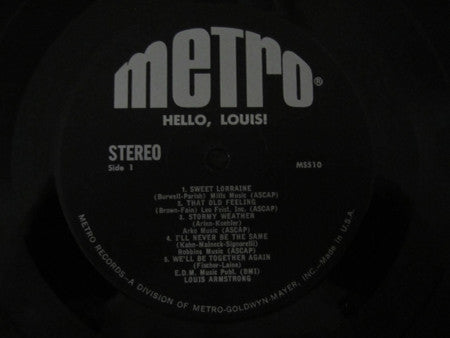 metro®
HELLO, LOUIS!
STEREO
Side 1
MS510
1. SWEET LORRAINE
(Burwell-Parish) Mills Music (ASCAP)
2. THAT OLD FEELING
(Brown-Fain) Leo Feist, Inc. (ASCAP)
3. STORMY WEATHER
(Arlen-Koehler)
Arko Music (ASCAP)
4. I'LL NEVER BE THE SAME
(Kahn-Malneck-Signorelli)
Robbins Music (ASCAP)
5. WE'LL BE TOGETHER AGAIN
(Fischer-Laine)
E.D.M. Music Publ. (BMI)
LOUIS ARMSTRONG
METRO RECORDS—A DIVISION OF METRO-GOLDWYN-MAYER, INC.—Made in U.S.A.